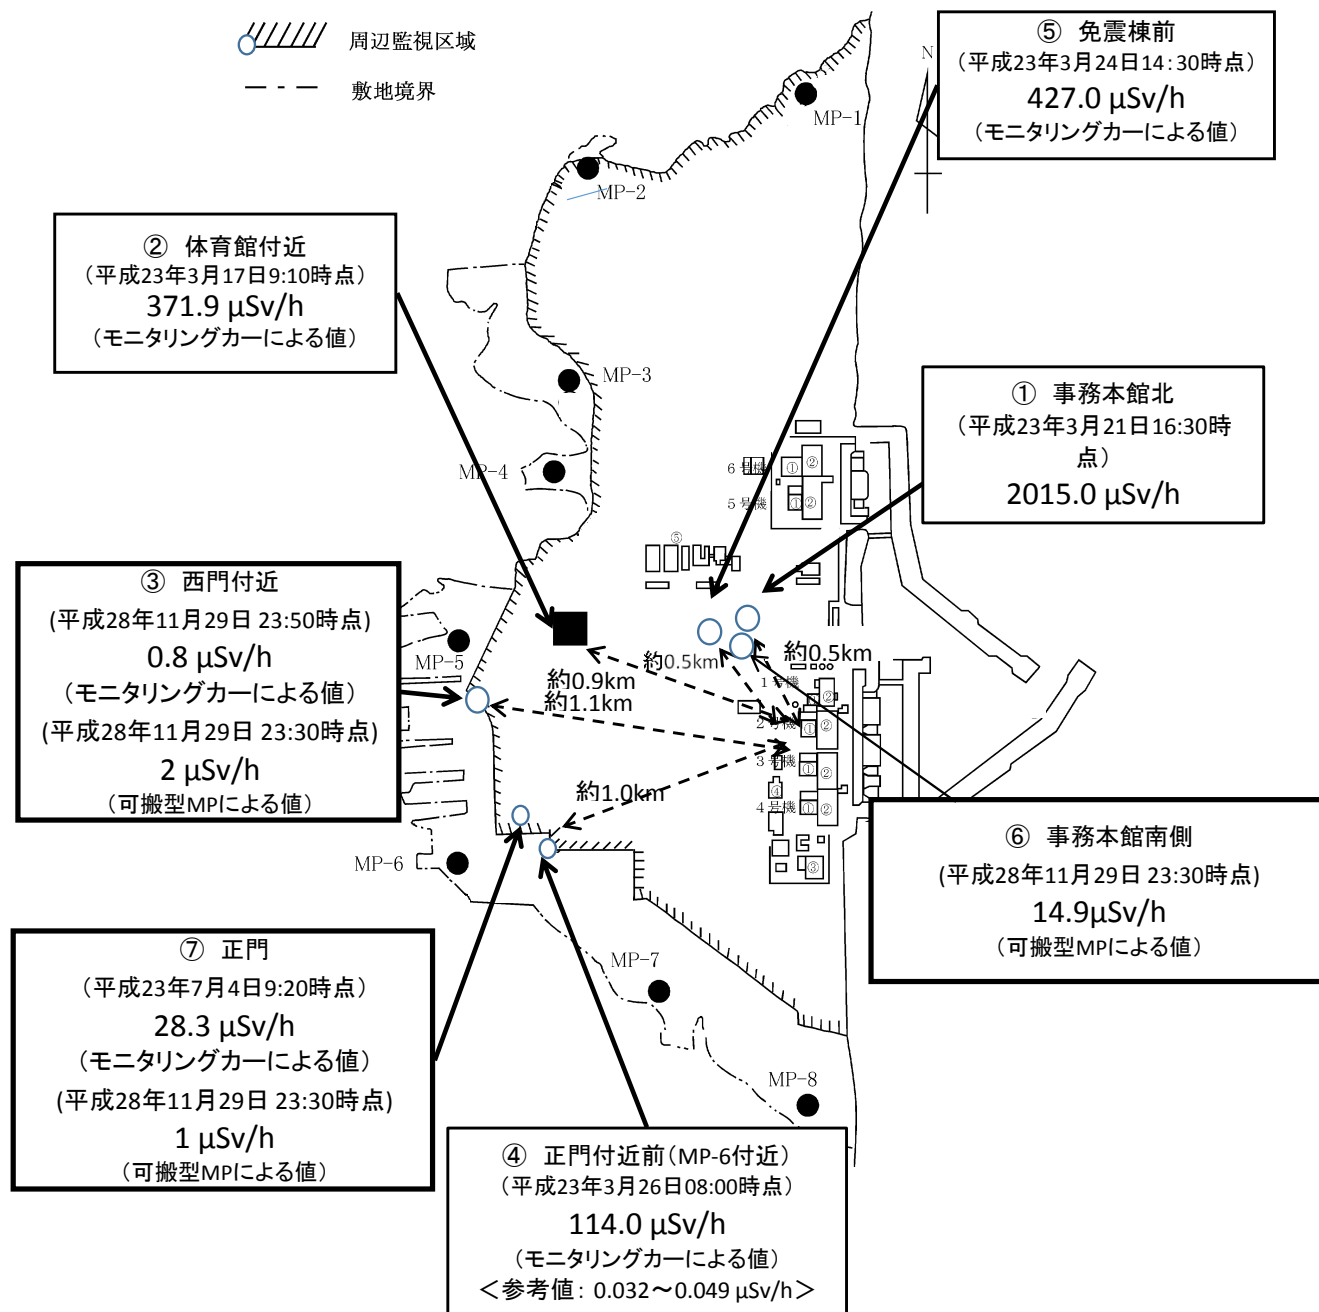 周辺監視区域
敷地境界
⑤ 免震棟前
(平成23年3月24日14:30時点)
427.0 μSv/h
(モニタリングカーによる値)
N
MP-1
MP-2
② 体育館付近
(平成23年3月17日9:10時点)
371.9 μSv/h
(モニタリングカーによる値)
MP-3
① 事務本館北
(平成23年3月21日16:30時
点)
2015.0 μSv/h
MP-4
6号機
①
②
5号機
①
②
⑤
③ 西門付近
(平成28年11月29日 23:50時点)
0.8 μSv/h
(モニタリングカーによる値)
(平成28年11月29日 23:30時点)
2 μSv/h
(可搬型MPによる値)
MP-5
約0.5km
約0.5km
約0.9km
約1.1km
1号機
②
2号機
①
②
3号機
①
②
④
4号機
①
②
③
約1.0km
MP-6
⑥ 事務本館南側
(平成28年11月29日 23:30時点)
14.9μSv/h
(可搬型MPによる値)
⑦ 正門
(平成23年7月4日9:20時点)
28.3 μSv/h
(モニタリングカーによる値)
(平成28年11月29日 23:30時点)
1 μSv/h
(可搬型MPによる値)
MP-7
MP-8
④ 正門付近前(MP-6付近)
(平成23年3月26日08:00時点)
114.0 μSv/h
(モニタリングカーによる値)
<参考値: 0.032～0.049 μSv/h>